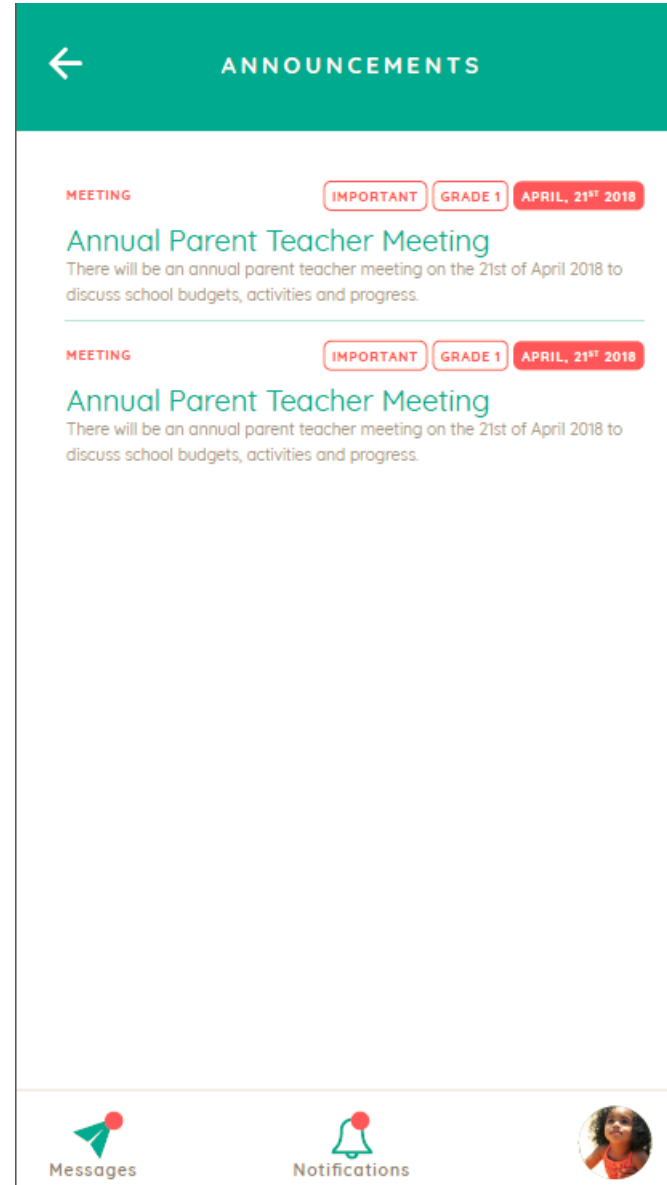 ANNOUNCEMENTS
MEETING IMPORTANT GRADE 1 APRIL, 21ST 2018
Annual Parent Teacher Meeting
There will be an annual parent teacher meeting on the 21st of April 2018 to
discuss school budgets, activities and progress.
MEETING IMPORTANT GRADE 1 APRIL, 21ST 2018
Annual Parent Teacher Meeting
There will be an annual parent teacher meeting on the 21st of April 2018 to
discuss school budgets, activities and progress.
Messages Notifications